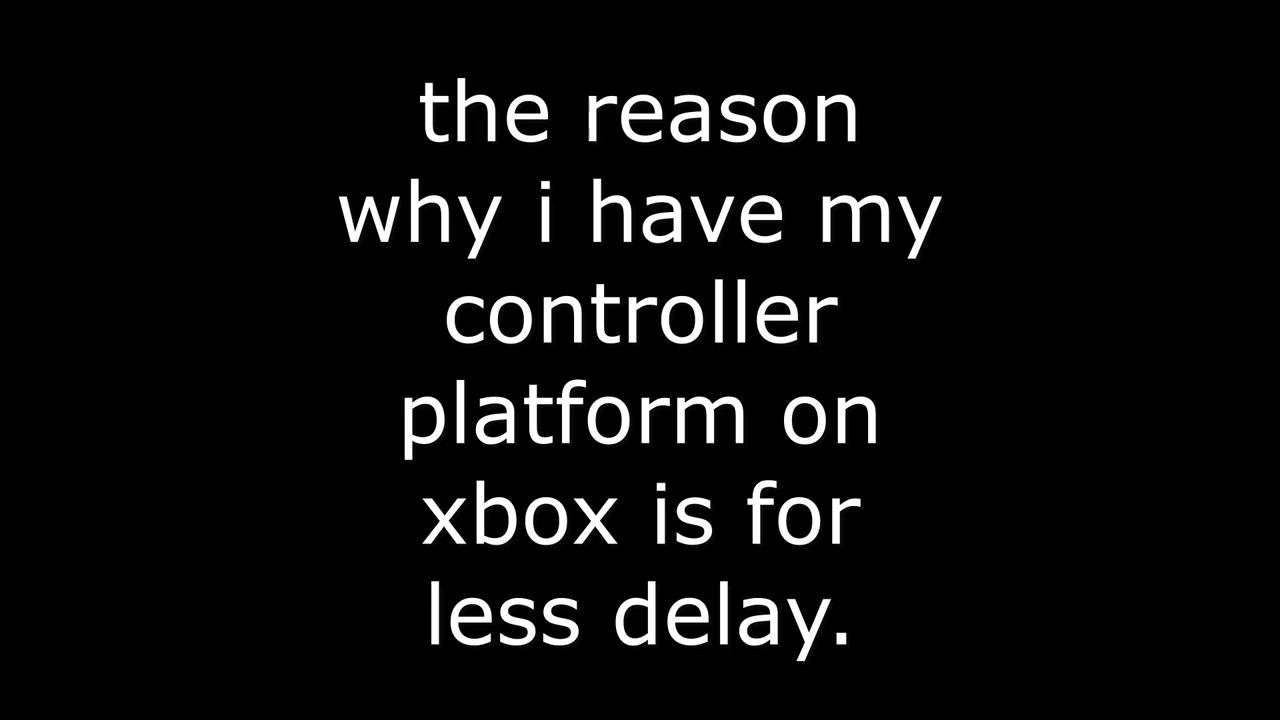 the reason
why i have my
controller
platform on
xbox is for
less delay.